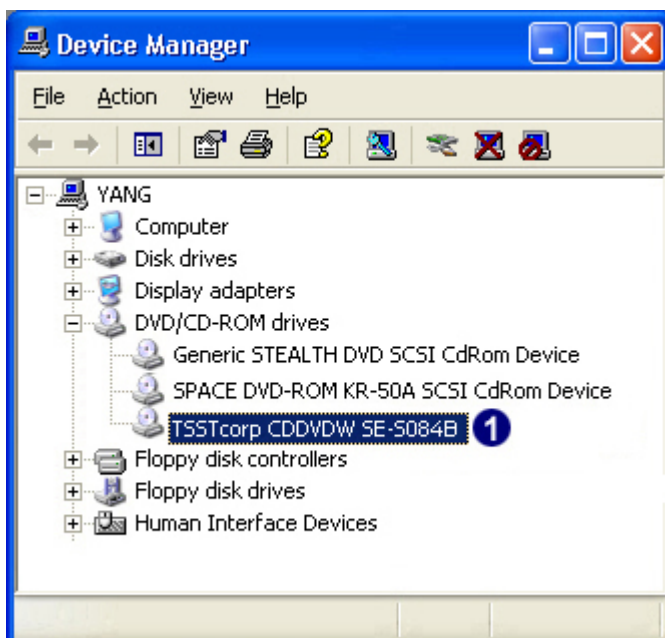 Device Manager
File Action View Help
YANG
Computer
Disk drives
Display adapters
DVD/CD-ROM drives
Generic STEALTH DVD SCSI CdRom Device
SPACE DVD-ROM KR-50A SCSI CdRom Device
TSSTcorp CDDVDW SE-S084B 1
Floppy disk controllers
Floppy disk drives
Human Interface Devices